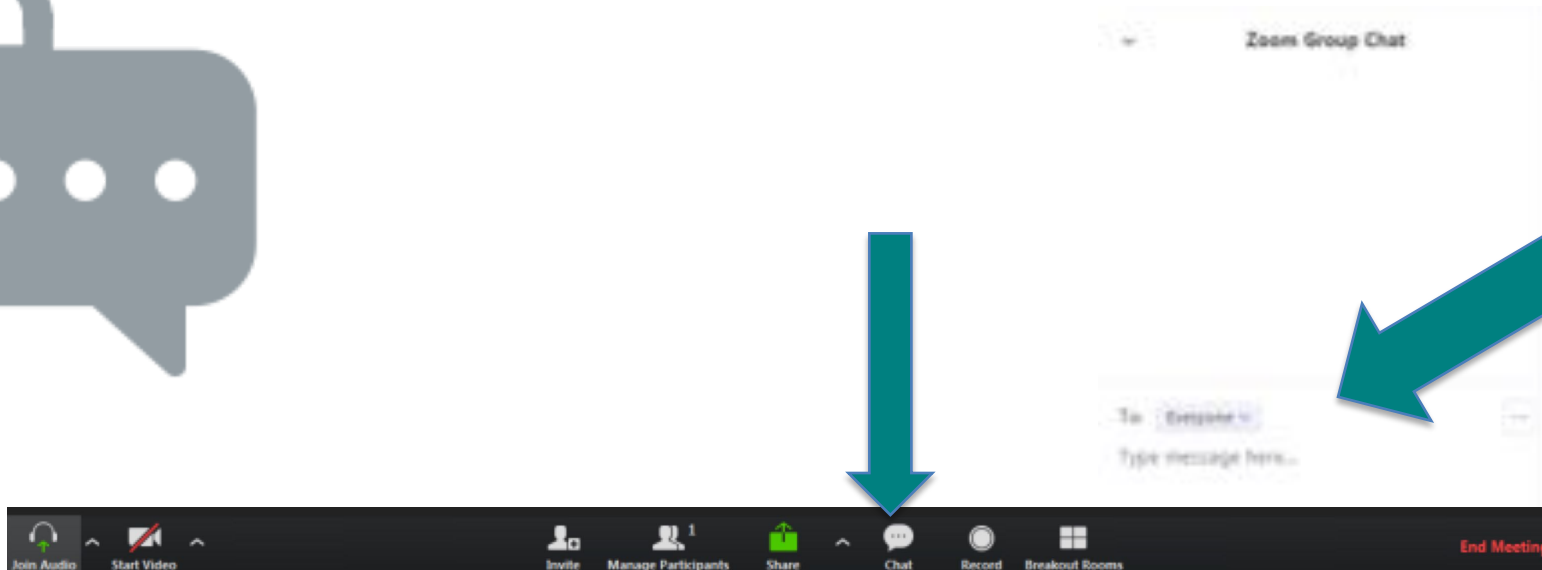 Zoom Group Chat
To: Everyone
Type message here...
Join Audio
Start Video
Invite
Manage Participants
1
Share
Chat
Record
Breakout Rooms
End Meeting